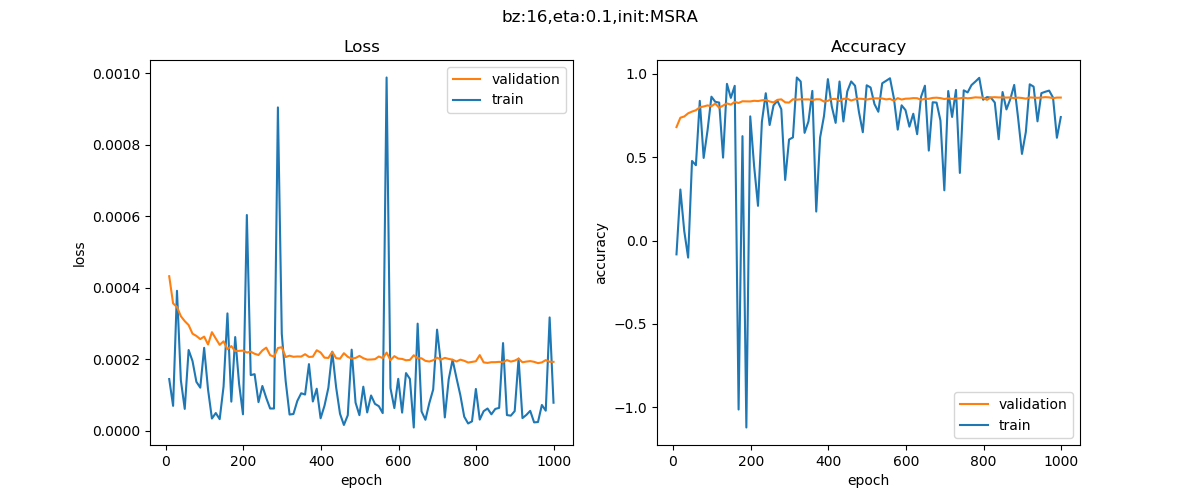 bz:16,eta:0.1,init:MSRA
Loss
loss
0.0010
0.0008
0.0006
0.0004
0.0002
0.0000
validation
train
0 200 400 600 800 1000
epoch
Accuracy
accuracy
1.0
0.5
0.0
−0.5
−1.0
validation
train
0 200 400 600 800 1000
epoch